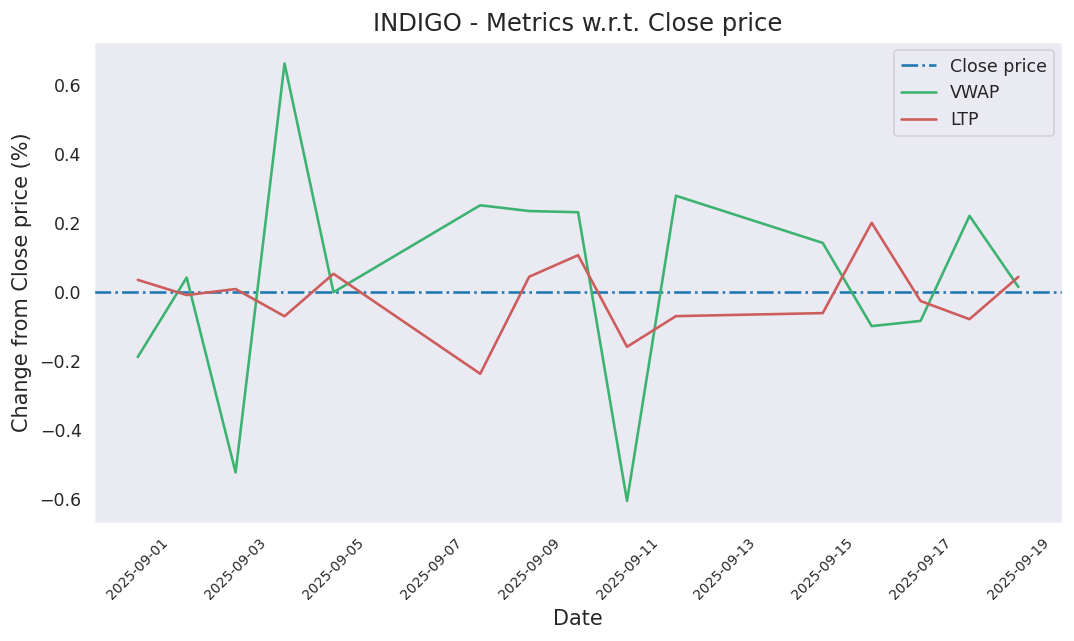 INDIGO - Metrics w.r.t. Close price
Close price
VWAP
LTP
Change from Close price (%)
0.6
0.4
0.2
0.0
−0.2
−0.4
−0.6
2025-09-01
2025-09-03
2025-09-05
2025-09-07
2025-09-09
2025-09-11
2025-09-13
2025-09-15
2025-09-17
2025-09-19
Date